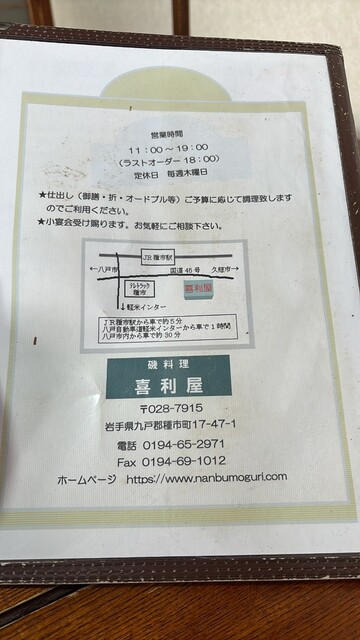 営業時間
11:00～19:00
(ラストオーダー 18:00)
定休日 毎週木曜日
★仕出し(御膳・折・オードブル等)ご予算に応じて調理致します
のでご利用ください。
★小宴会受け賜ります。お気軽にご相談下さい。
JR種市駅
←八戸市 国道45号 久慈市→
テレトラック
種市
喜利屋
↓軽米インター
JR種市駅から車で約5分
八戸自動車道軽米インターから車で1時間
八戸市内から車で約30分
磯料理
喜利屋
〒028-7915
岩手県九戸郡種市町17-47-1
電話 0194-65-2971
Fax 0194-69-1012
ホームページ https://www.nanbumoguri.com